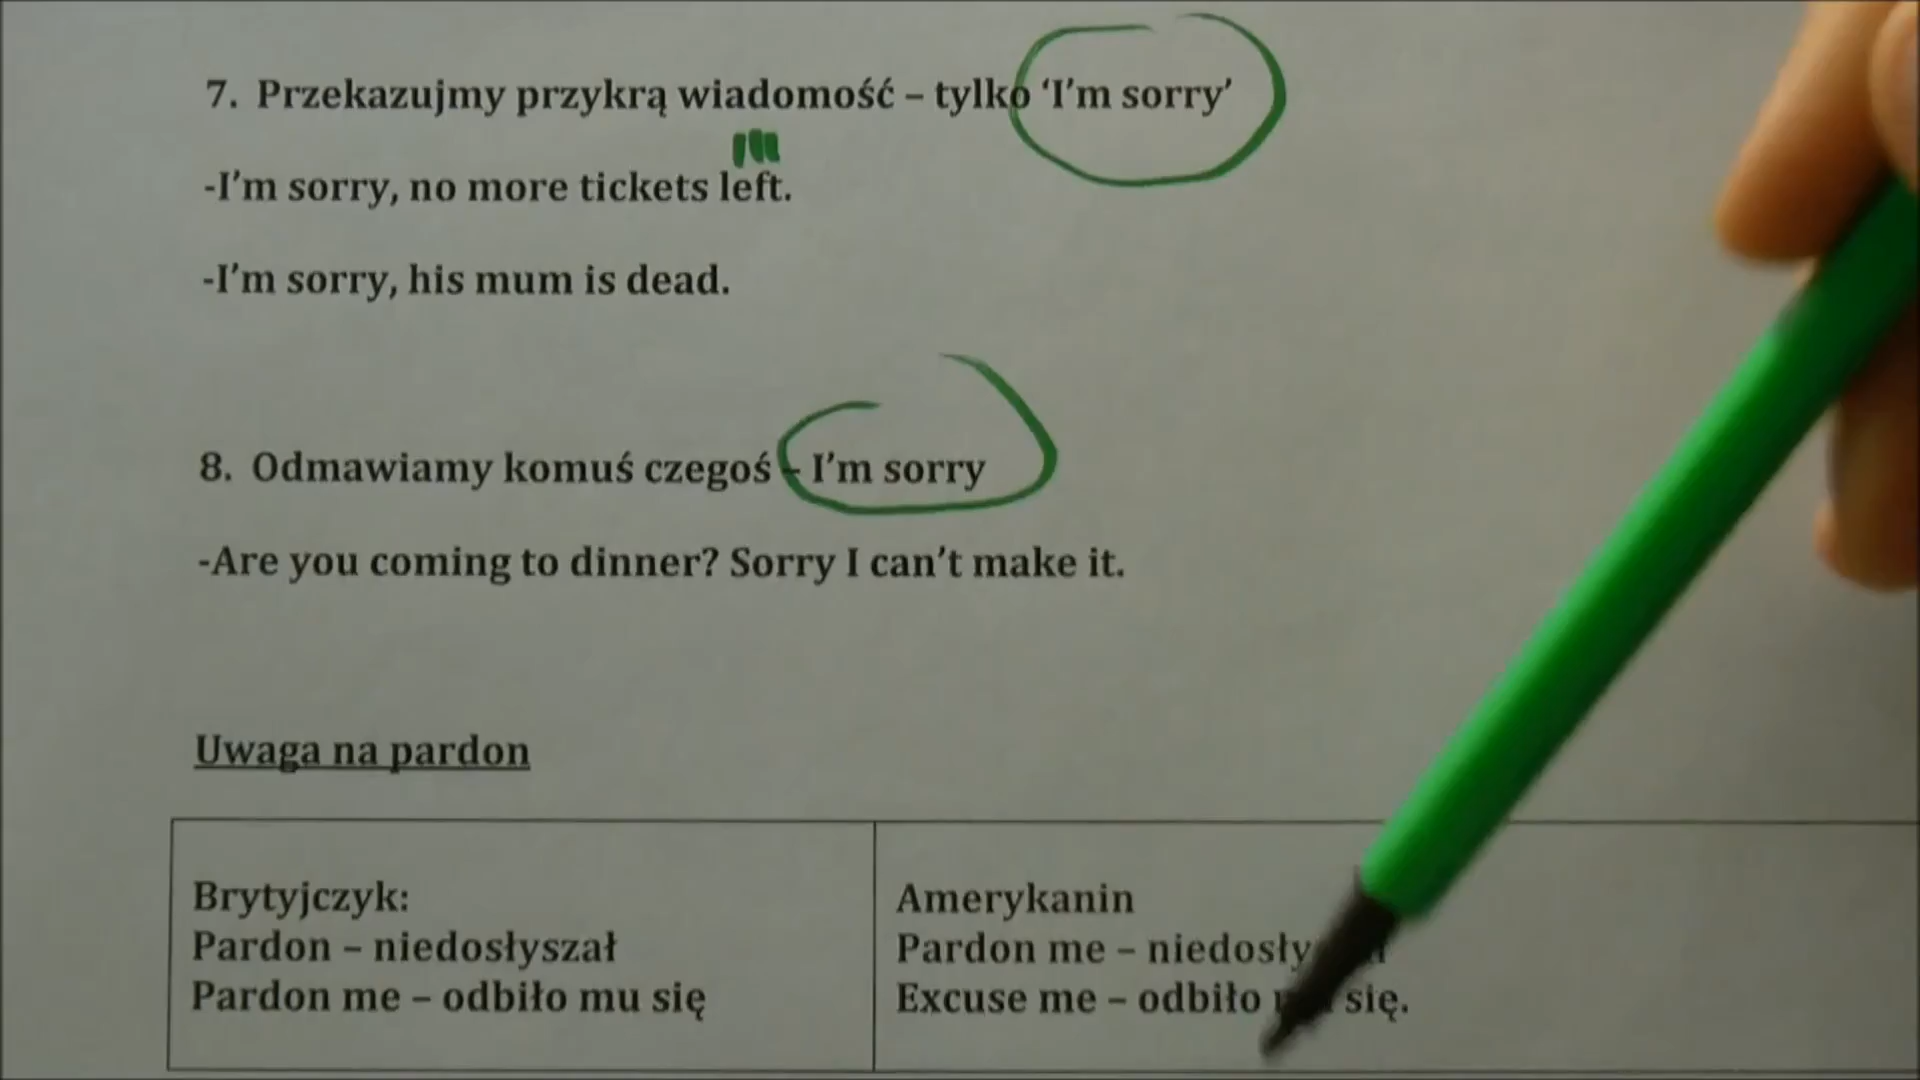 7. Przekazujmy przykrą wiadomość – tylko ‘I’m sorry’
-I’m sorry, no more tickets left.
-I’m sorry, his mum is dead.
8. Odmawiamy komuś czegoś – I’m sorry
-Are you coming to dinner? Sorry I can’t make it.
Uwaga na pardon
Brytyjczyk:
Pardon – niedosłyszał
Pardon me – odbiło mu się
Amerykanin
Pardon me –
Excuse me – odbiło się.